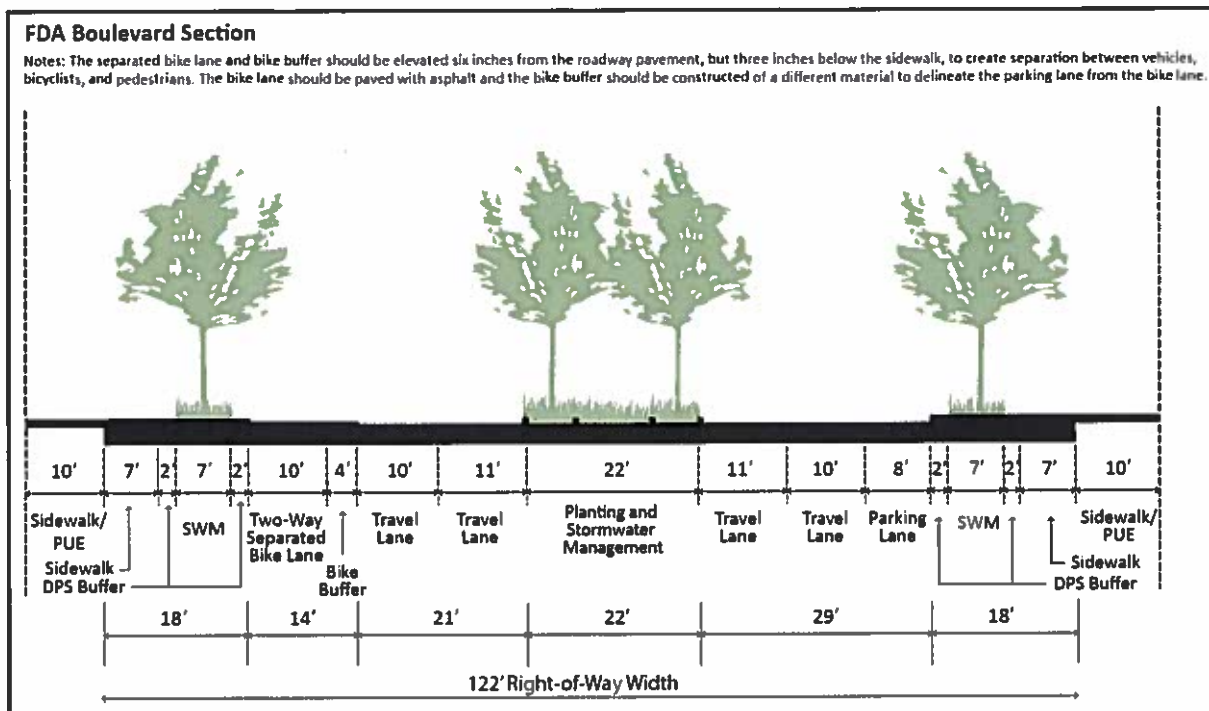 FDA Boulevard Section
Notes: The separated bike lane and bike buffer should be elevated six inches from the roadway pavement, but three inches below the sidewalk, to create separation between vehicles,
bicyclists, and pedestrians. The bike lane should be paved with asphalt and the bike buffer should be constructed of a different material to delineate the parking lane from the bike lane.
10' 7' 2' 7' 2' 10' 4' 10' 11' 22' 11' 10' 8' 2' 7' 2' 7' 10'
Sidewalk/
PUE
Sidewalk
DPS Buffer
SWM
Two-Way
Separated
Bike Lane
Bike
Buffer
Travel
Lane
Travel
Lane
Planting and
Stormwater
Management
Travel
Lane
Travel
Lane
Parking
Lane
SWM
Sidewalk/
PUE
Sidewalk
DPS Buffer
18' 14' 21' 22' 29' 18'
122' Right-of-Way Width